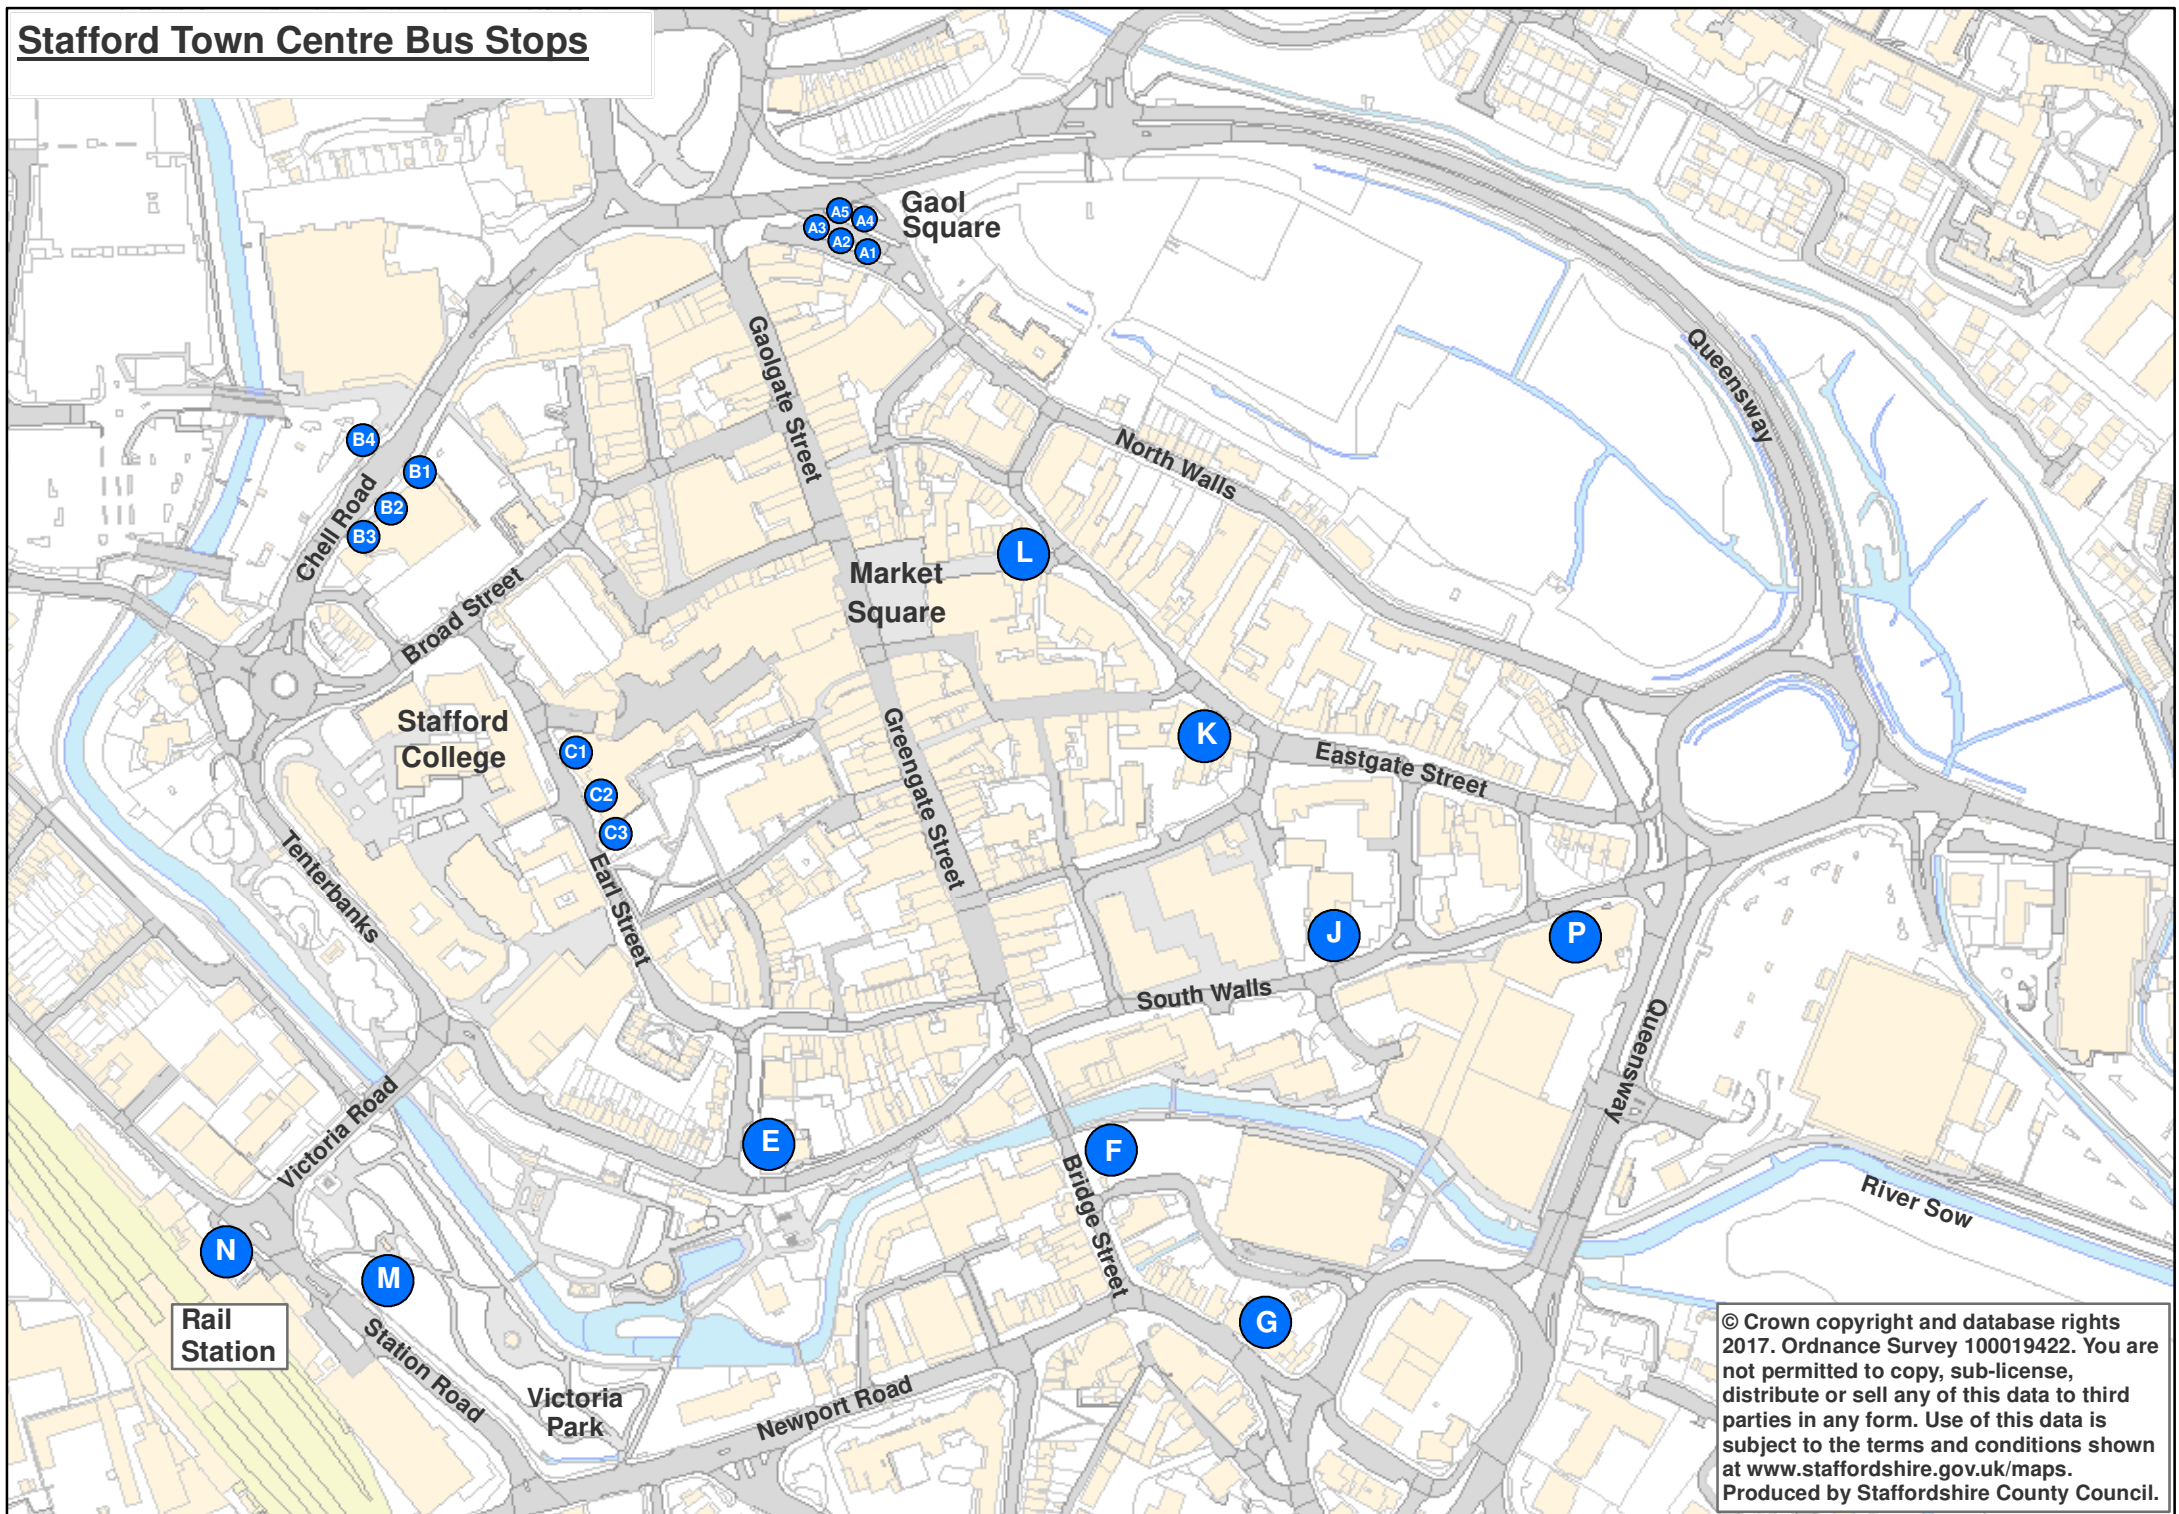 Stafford Town Centre Bus Stops
Gaol
Square
A5
A4
A3
A2
A1
Gaolgate Street
Queensway
North Walls
B4
B1
B2
B3
Chell Road
Broad Street
L
Market
Square
Stafford
College
C1
C2
C3
K
Eastgate Street
Greengate Street
Tenterbanks
Earl Street
J
P
South Walls
Queensway
Victoria Road
E
F
Bridge Street
River Sow
N
M
G
Rail
Station
Station Road
Victoria
Park
Newport Road
© Crown copyright and database rights
2017. Ordnance Survey 100019422. You are
not permitted to copy, sub-license,
distribute or sell any of this data to third
parties in any form. Use of this data is
subject to the terms and conditions shown
at www.staffordshire.gov.uk/maps.
Produced by Staffordshire County Council.